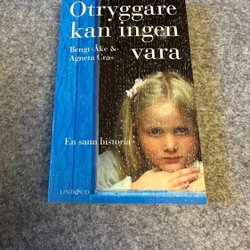 Otryggare
kan ingen
vara
Bengt-Åke &
Agneta Cras
En sann historia
LIND&CO